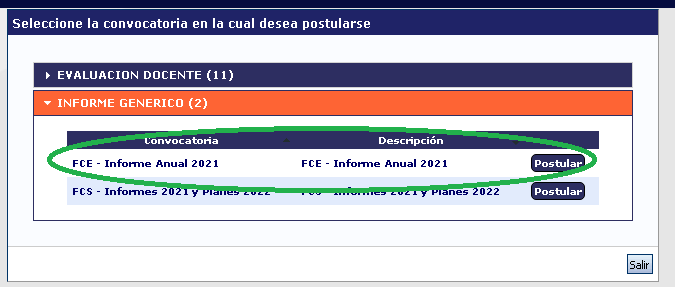 Seleccione la convocatoria en la cual desea postularse
EVALUACION DOCENTE (11)
INFORME GENERICO (2)
Convocatoria Descripción
FCE - Informe Anual 2021 FCE - Informe Anual 2021 Postular
FCS - Informes 2021 y Planes 2022 FCS - Informes 2021 y Planes 2022 Postular
Salir